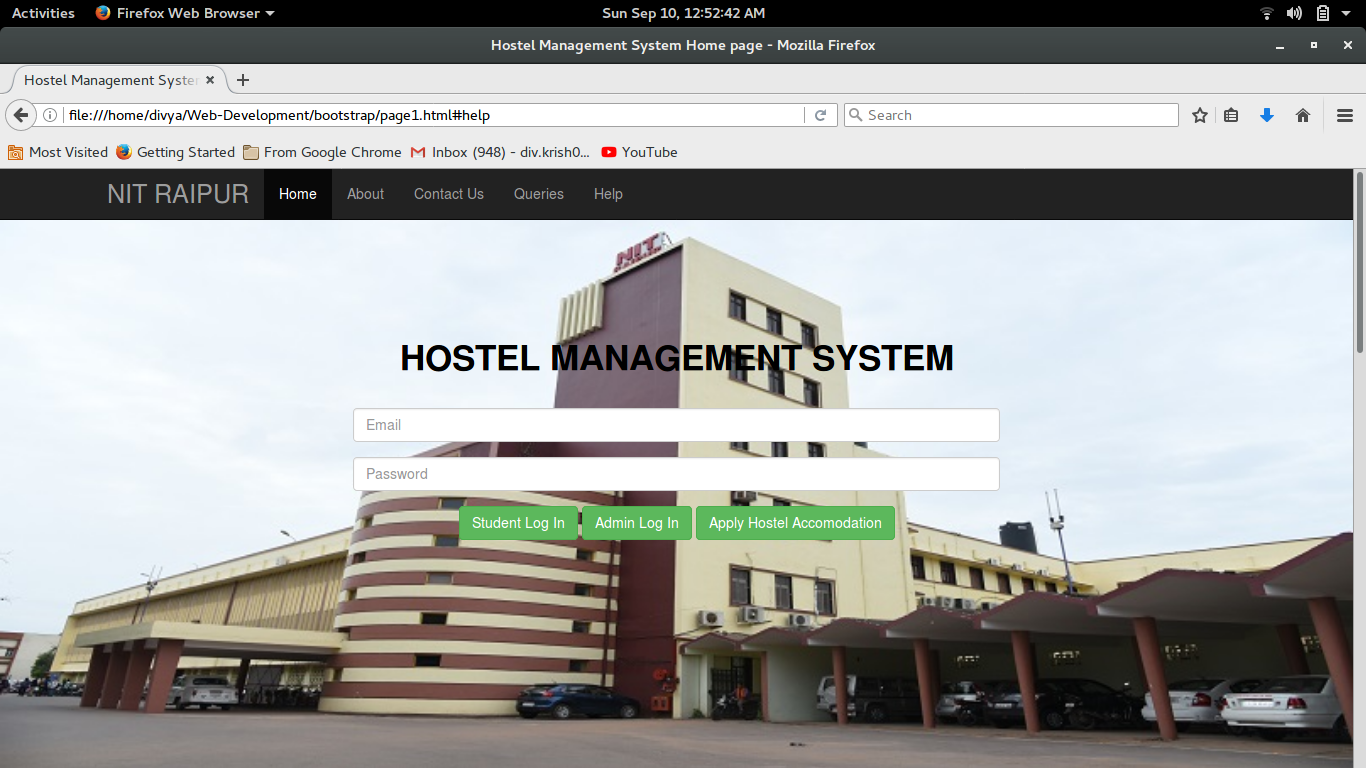 Activities Firefox Web Browser Sun Sep 10, 12:52:42 AM
Hostel Management System Home page - Mozilla Firefox
Hostel Management Syste
file:///home/divya/Web-Development/bootstrap/page1.html#help Search
Most Visited Getting Started From Google Chrome Inbox (948) - div.krish0... YouTube
NIT RAIPUR Home About Contact Us Queries Help
NIT
HOSTEL MANAGEMENT SYSTEM
Email
Password
Student Log In Admin Log In Apply Hostel Accomodation